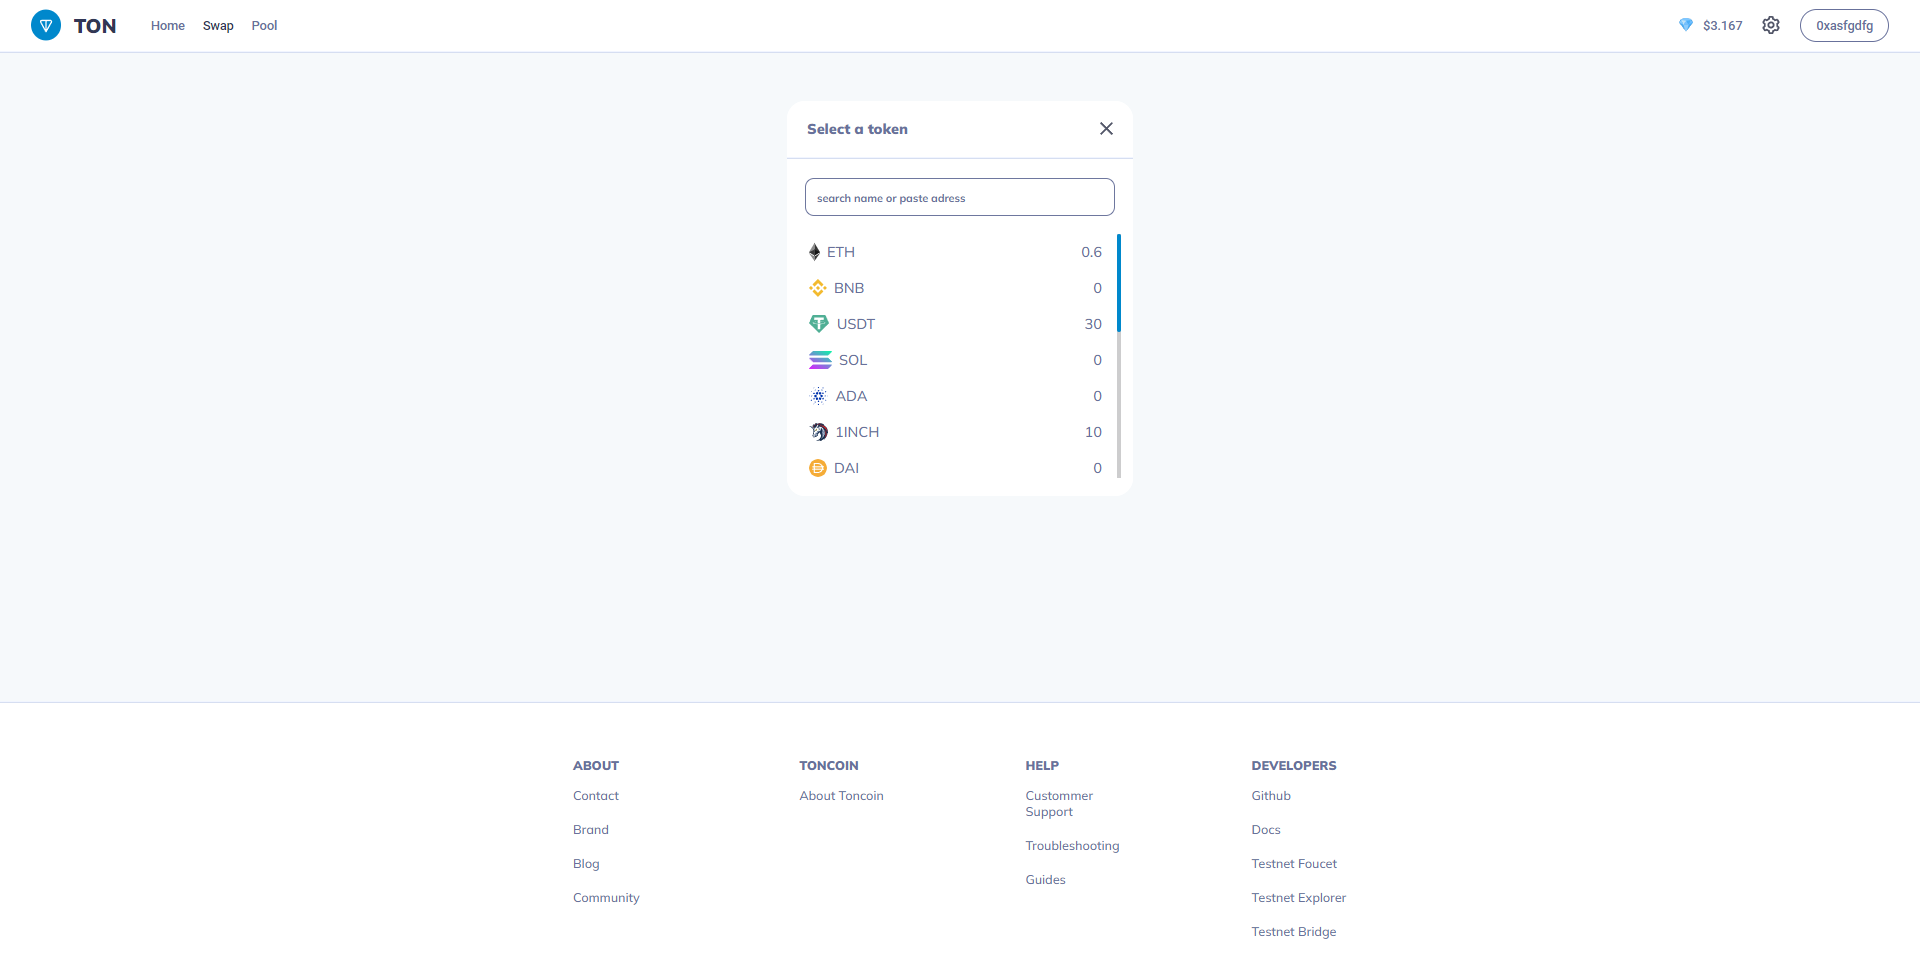 TON
Home Swap Pool
$3.167
0xasfgdfg
Select a token
search name or paste adress
ETH 0.6
BNB 0
USDT 30
SOL 0
ADA 0
1INCH 10
DAI 0
ABOUT
Contact
Brand
Blog
Community
TONCOIN
About Toncoin
HELP
Custommer
Support
Troubleshooting
Guides
DEVELOPERS
Github
Docs
Testnet Foucet
Testnet Explorer
Testnet Bridge